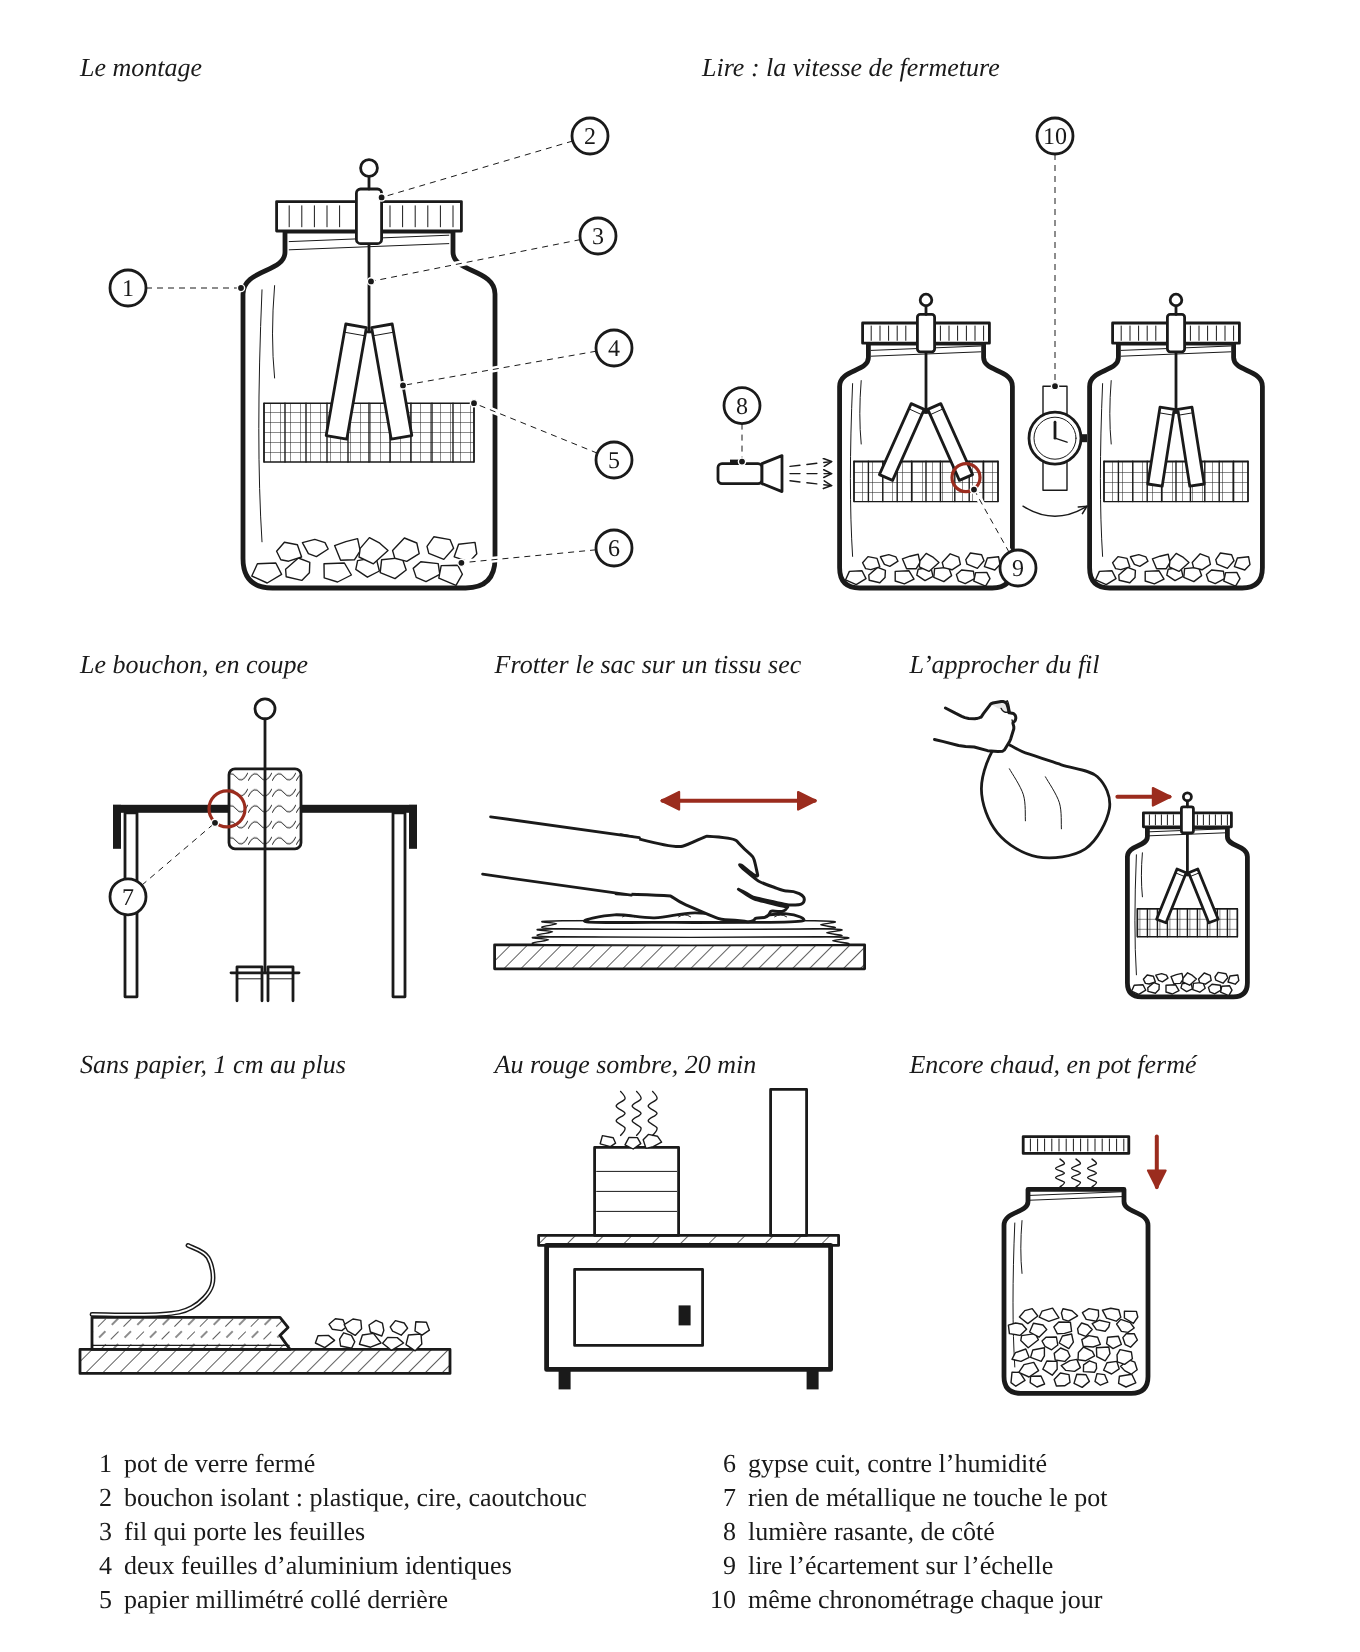 Le montage
Lire : la vitesse de fermeture
2
10
3
1
4
8
5
6
9
Le bouchon, en coupe
Frotter le sac sur un tissu sec
L’approcher du fil
7
Sans papier, 1 cm au plus
Au rouge sombre, 20 min
Encore chaud, en pot fermé
1 pot de verre fermé
2 bouchon isolant : plastique, cire, caoutchouc
3 fil qui porte les feuilles
4 deux feuilles d’aluminium identiques
5 papier millimétré collé derrière
6 gypse cuit, contre l’humidité
7 rien de métallique ne touche le pot
8 lumière rasante, de côté
9 lire l’écartement sur l’échelle
10 même chronométrage chaque jour